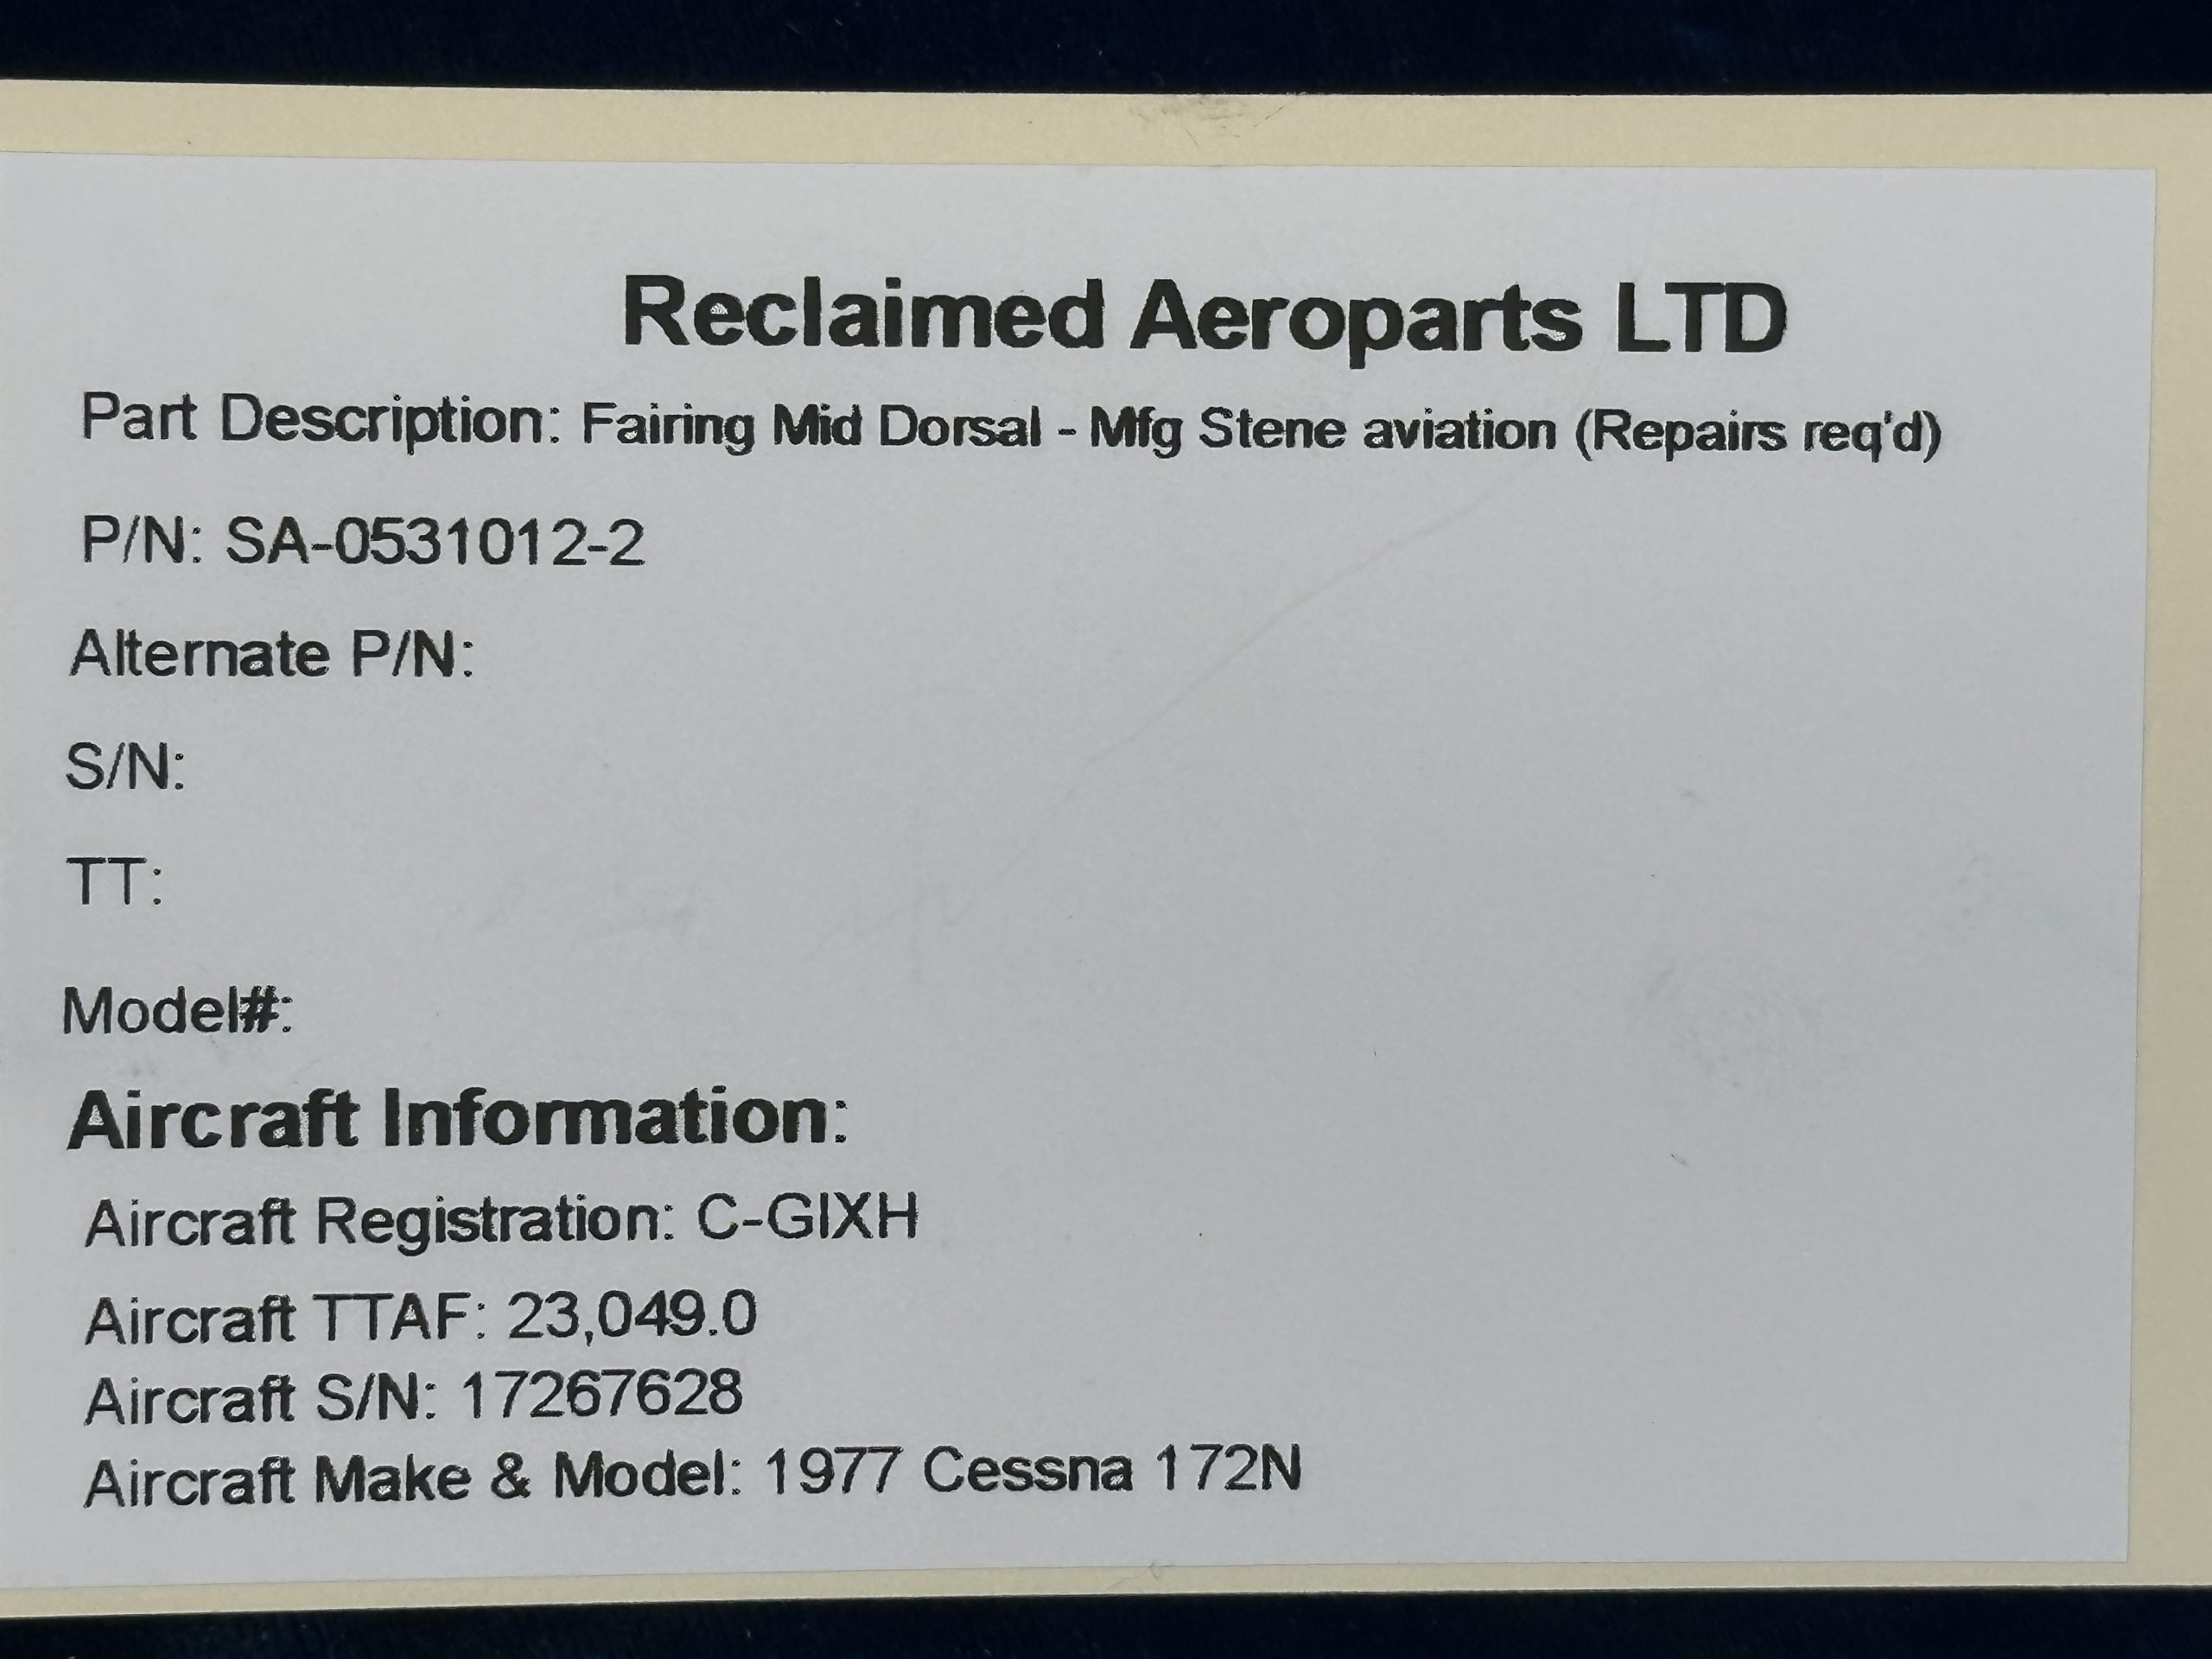 Reclaimed Aeroparts LTD
Part Description: Fairing Mid Dorsal - Mfg Stene aviation (Repairs req'd)
P/N: SA-0531012-2
Alternate P/N:
S/N:
TT:
Model#:
Aircraft Information:
Aircraft Registration: C-GIXH
Aircraft TTAF: 23,049.0
Aircraft S/N: 17267628
Aircraft Make & Model: 1977 Cessna 172N